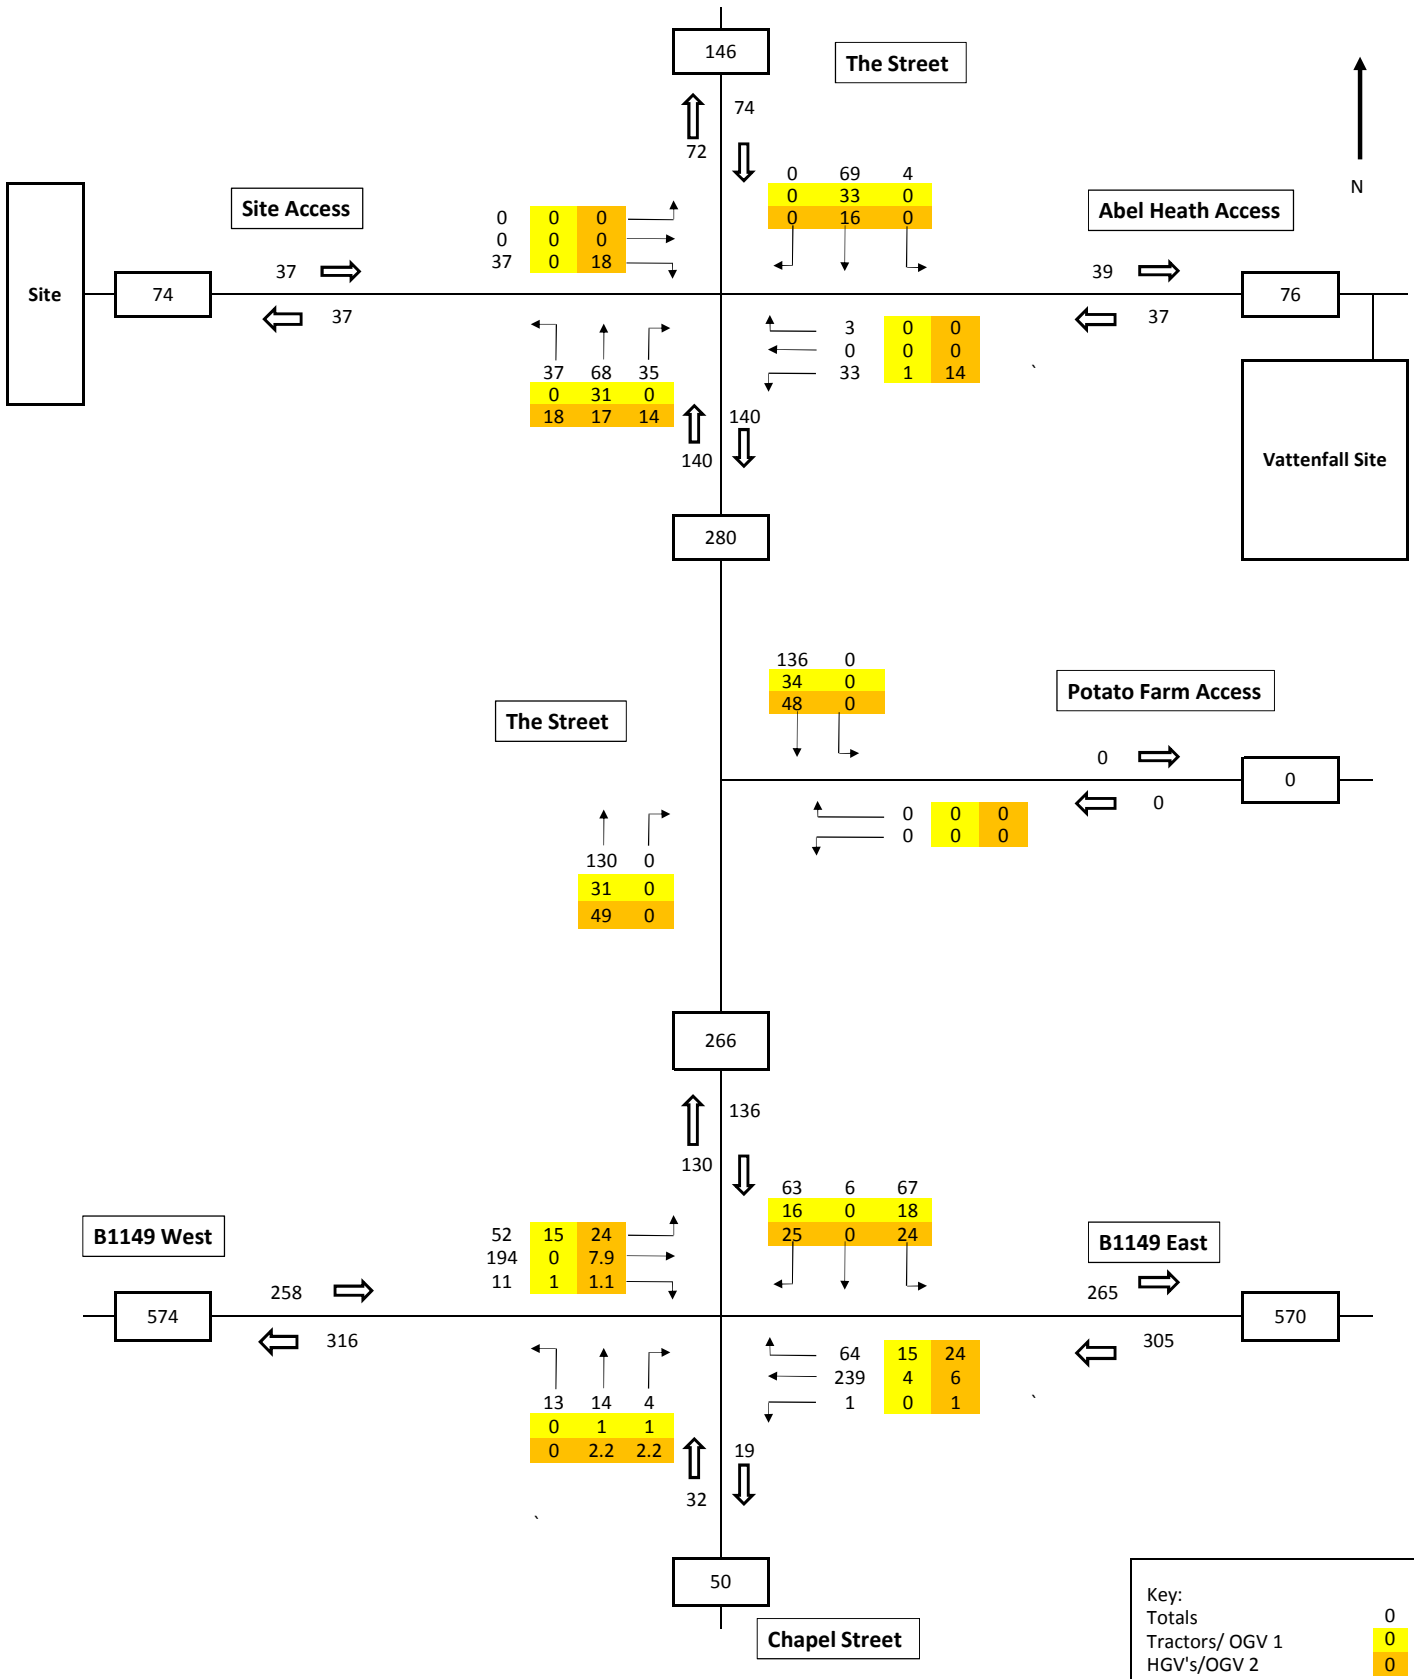 146
The Street
74
72
N
0 69 4
0 33 0
0 16 0
Site Access
Abel Heath Access
0 0 0
0 0 0
37 0 18
Site
74
37
37
39
37
76
3 0 0
0 0 0
33 1 14 `
37 68 35
0 31 0
18 17 14
140
140
Vattenfall Site
280
136 0
34 0
48 0
Potato Farm Access
The Street
0
0
0
0 0 0
0 0 0
130 0
31 0
49 0
266
136
130
63 6 67
16 0 18
25 0 24
B1149 West
52 15 24
194 0 7.9
11 1 1.1
B1149 East
258
265
574
570
316
305
64 15 24
239 4 6
1 0 1 `
13 14 4
0 1 1
0 2.2 2.2
19
32
`
50
Chapel Street
Key:
Totals 0
Tractors/ OGV 1 0
HGV's/OGV 2 0